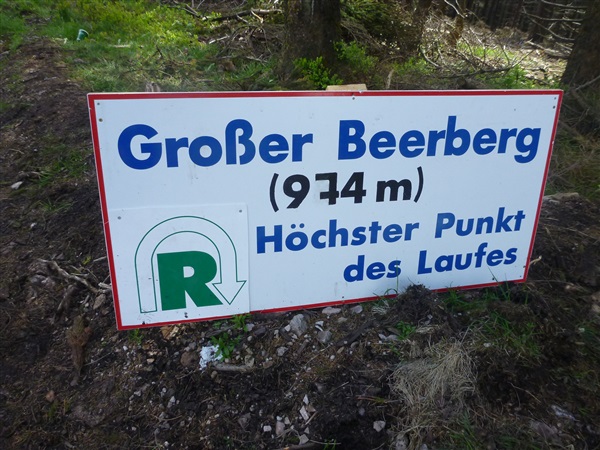 Großer Beerberg
(974 m)
Höchster Punkt
des Laufes
R